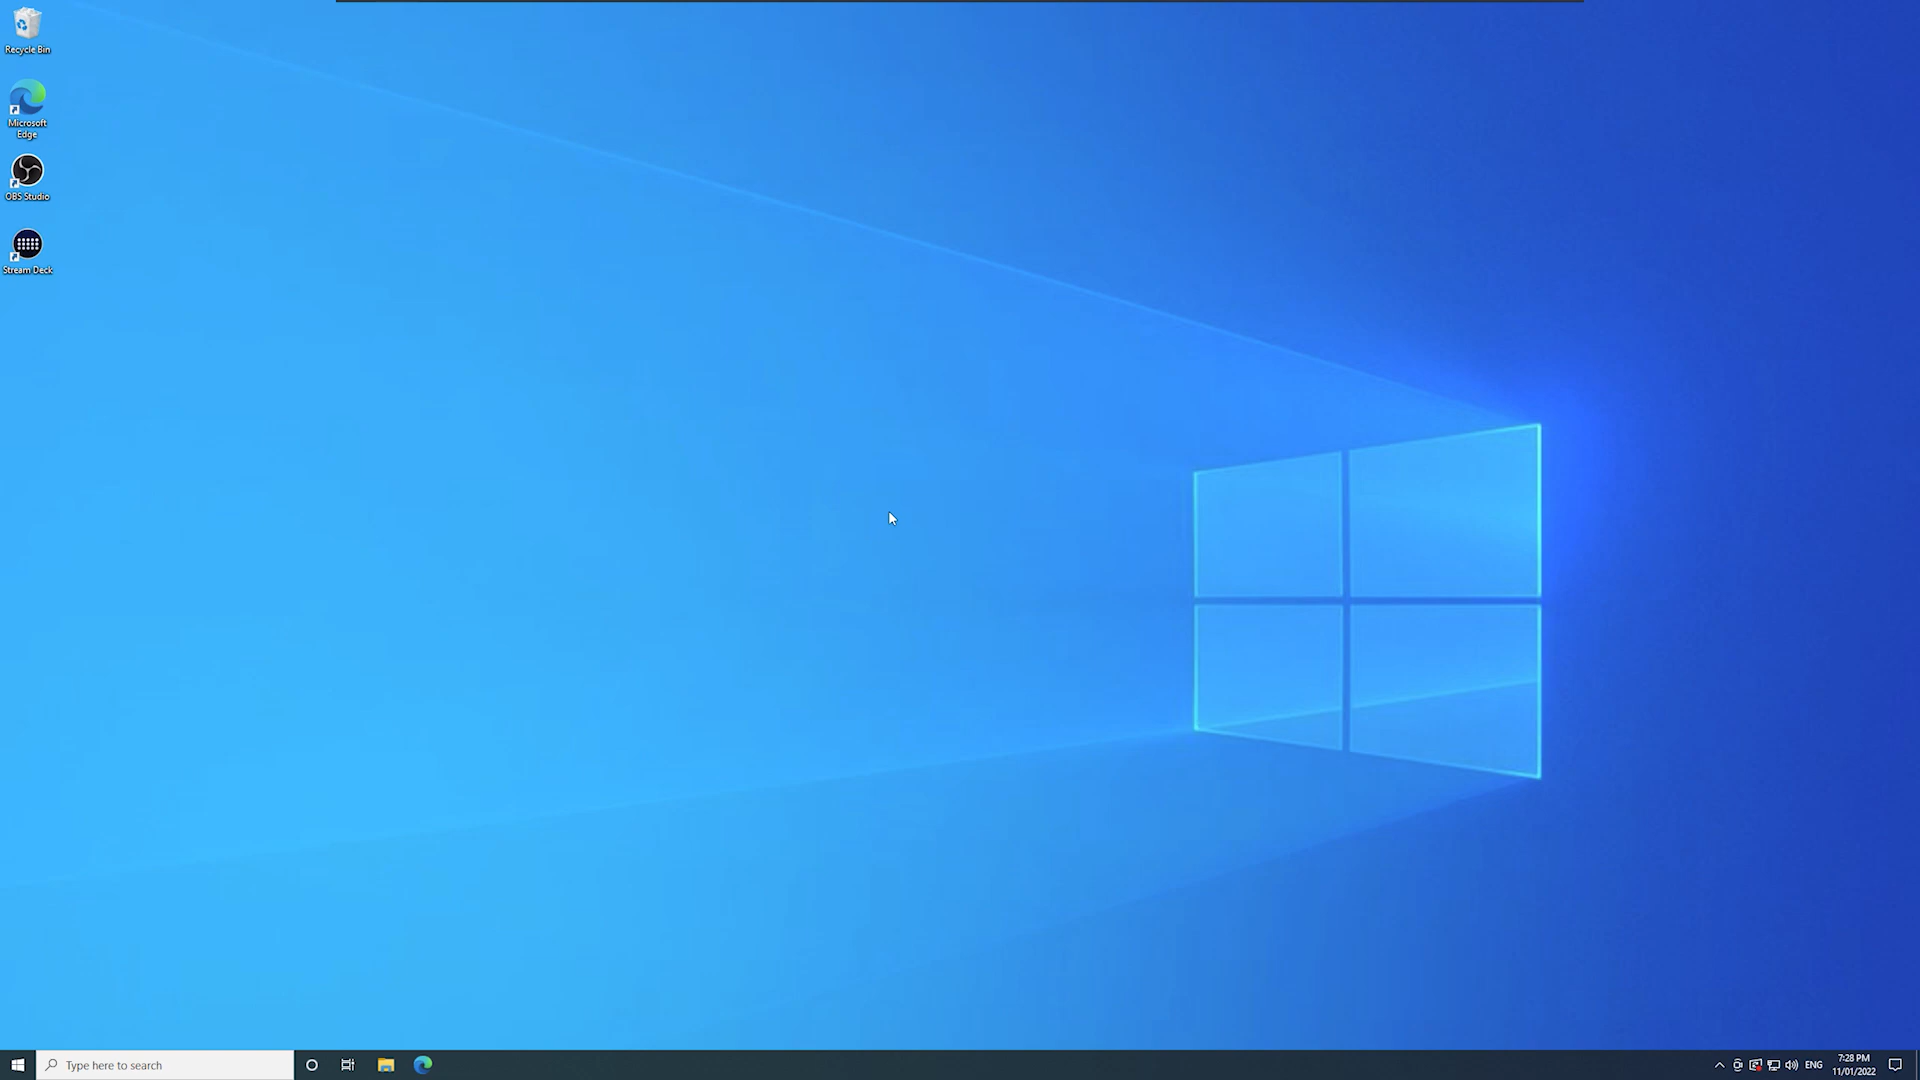 Recycle Bin
Microsoft
Edge
OBS Studio
Stream Deck
Type here to search
ENG
7:28 PM
11/01/2022